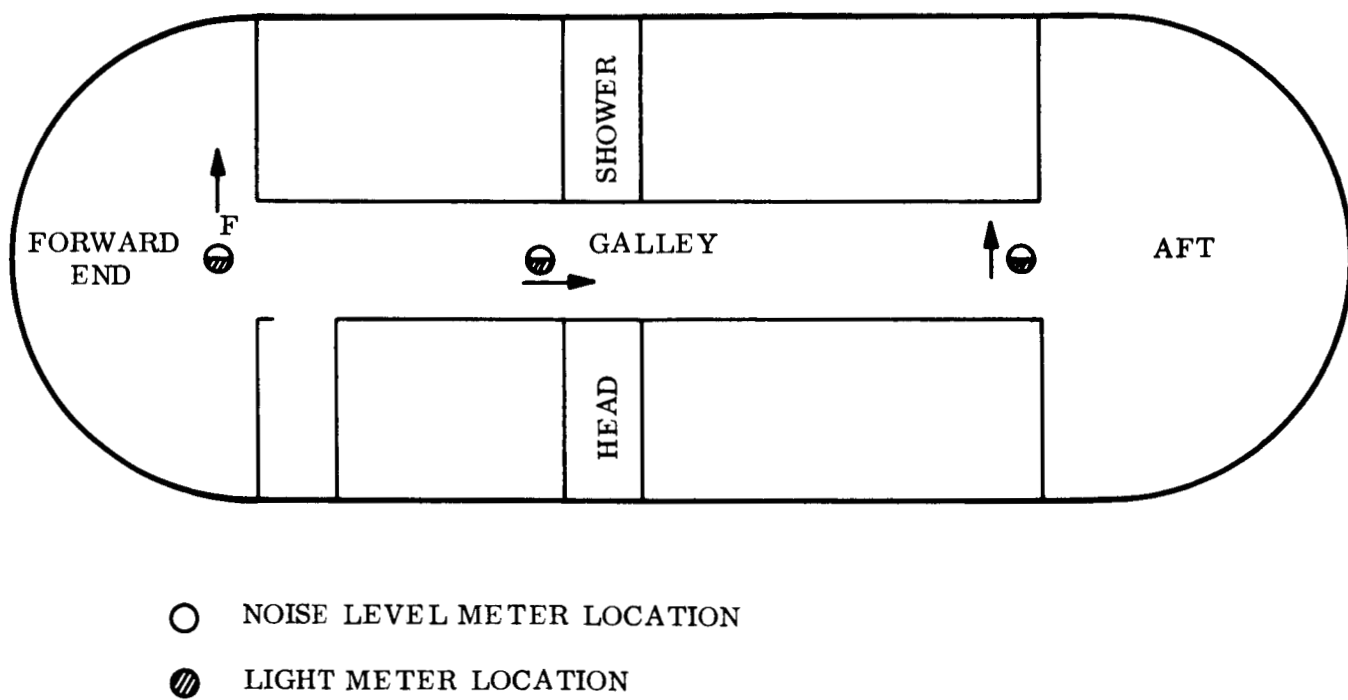 SHOWER
F
FORWARD
END
GALLEY
AFT
HEAD
NOISE LEVEL METER LOCATION
LIGHT METER LOCATION